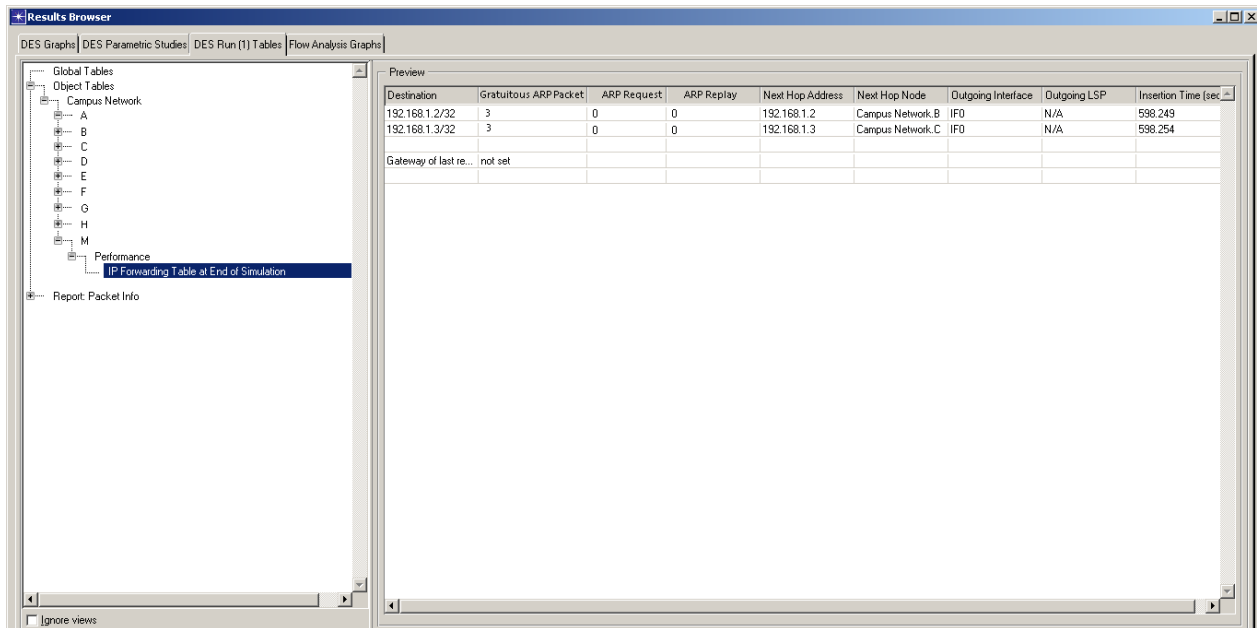 Results Browser
DES Graphs DES Parametric Studies DES Run (1) Tables Flow Analysis Graphs
Global Tables
Object Tables
Campus Network
A
B
C
D
E
F
G
H
M
Performance
IP Forwarding Table at End of Simulation
Report: Packet Info
Ignore views
Preview
Destination Gratuitous ARP Packet ARP Request ARP Replay Next Hop Address Next Hop Node Outgoing Interface Outgoing LSP Insertion Time (sec
192.168.1.2/32 3 0 0 192.168.1.2 Campus Network.B IF0 N/A 598.249
192.168.1.3/32 3 0 0 192.168.1.3 Campus Network.C IF0 N/A 598.254
Gateway of last re... not set